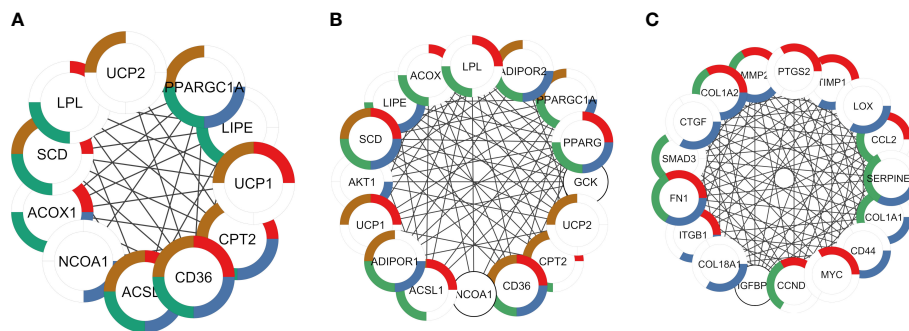 A
UCP2
PPARGC1A
LPL
LIPE
SCD
UCP1
ACOX1
CPT2
NCOA1
CD36
ACSL
B
LPL
ADIPOR2
ACOX
PPARGC1A
LIPE
SCD
PPARG
GCK
AKT1
UCP1
UCP2
ADIPOR1
CPT2
ACSL1
NCOA1
CD36
C
PTGS2
TIMP1
MMP2
COL1A2
LOX
CTGF
CCL2
SMAD3
SERPINE
FN1
COL1A1
ITGB1
CD44
COL18A1
MYC
IGFBP
CCND